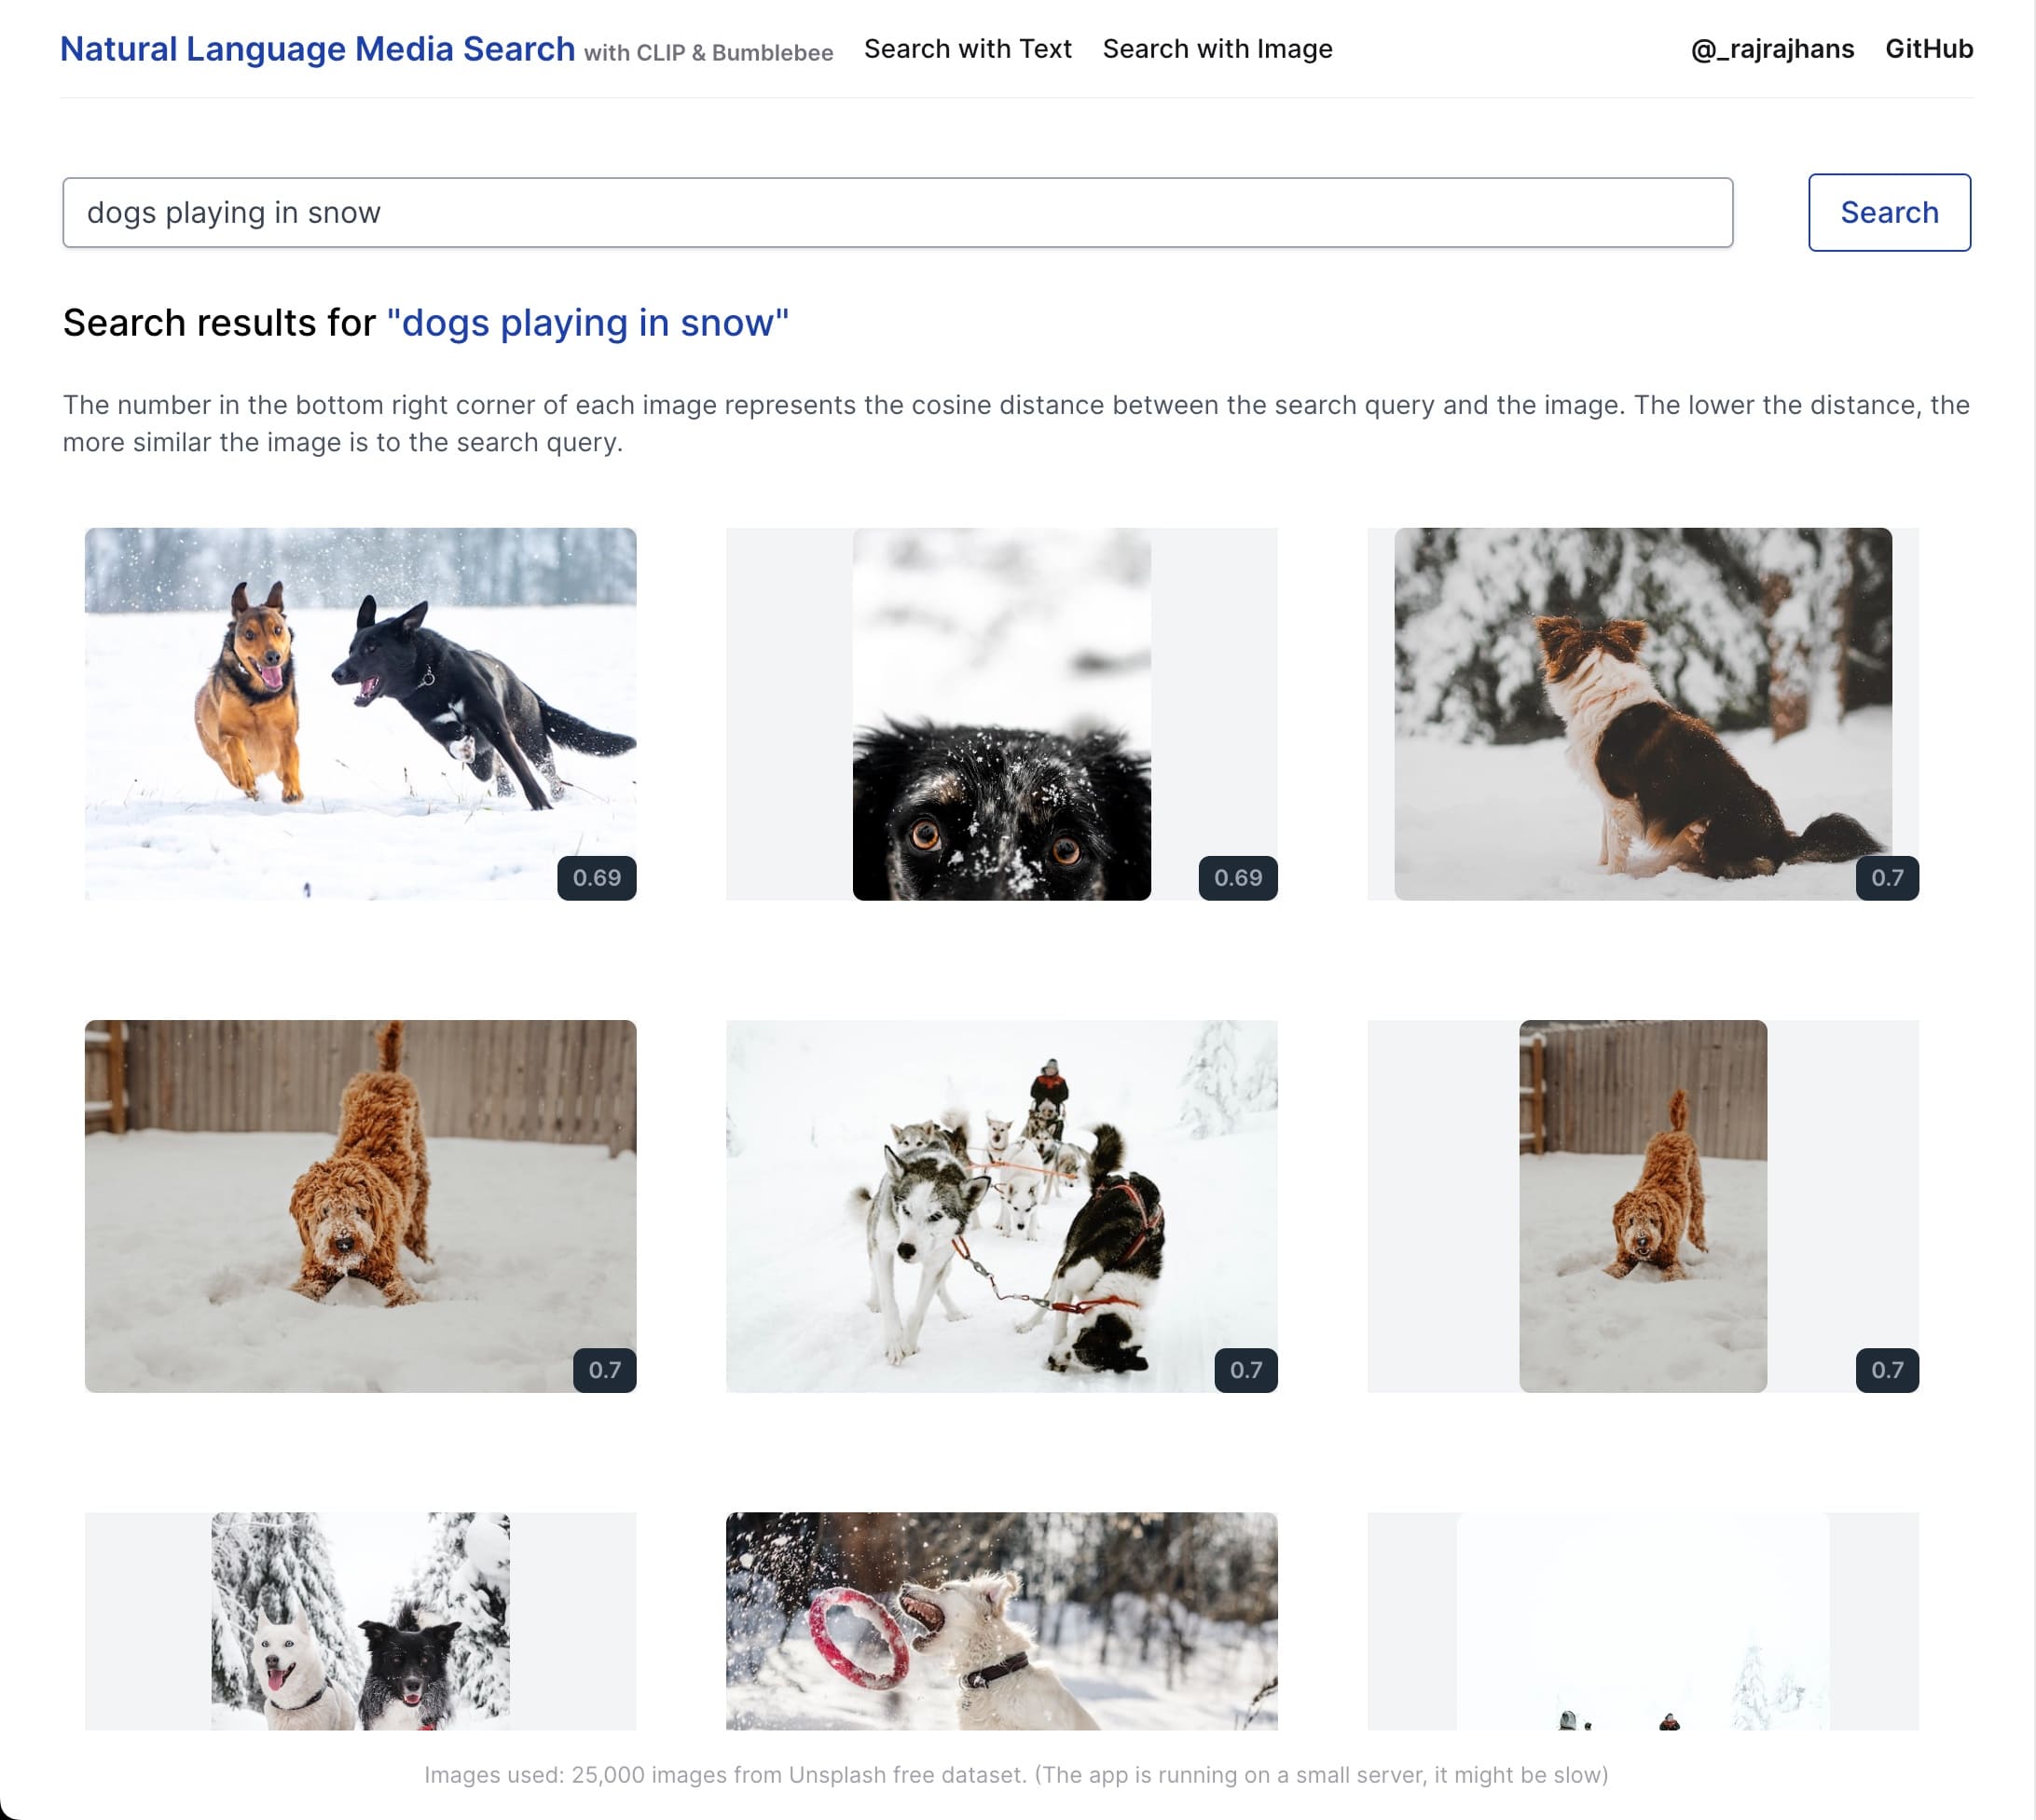 Natural Language Media Search with CLIP & Bumblebee Search with Text Search with Image @_rajrajhans GitHub
dogs playing in snow Search
Search results for "dogs playing in snow"
The number in the bottom right corner of each image represents the cosine distance between the search query and the image. The lower the distance, the
more similar the image is to the search query.
0.69 0.69 0.7
0.7 0.7 0.7
Images used: 25,000 images from Unsplash free dataset. (The app is running on a small server, it might be slow)